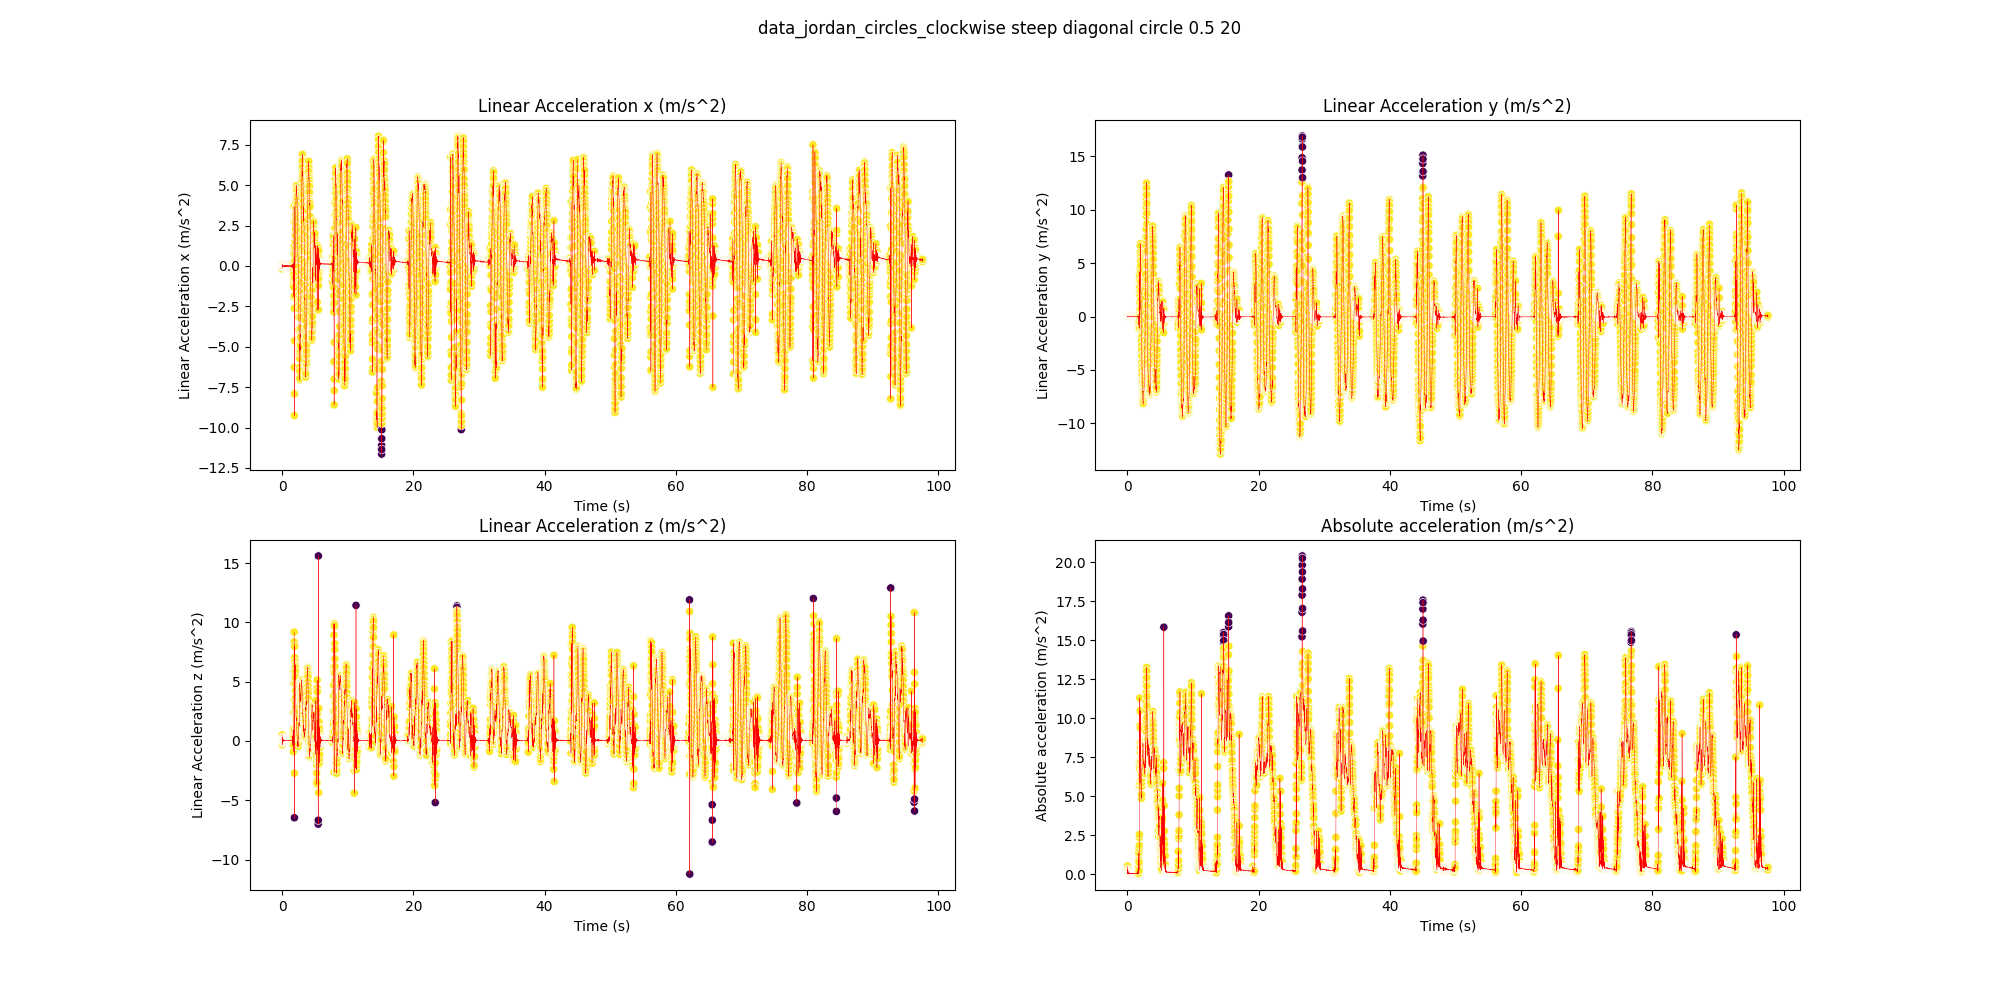 data_jordan_circles_clockwise steep diagonal circle 0.5 20
Linear Acceleration x (m/s^2)
Linear Acceleration x (m/s^2)
7.5
5.0
2.5
0.0
−2.5
−5.0
−7.5
−10.0
−12.5
0 20 40 60 80 100
Time (s)
Linear Acceleration y (m/s^2)
Linear Acceleration y (m/s^2)
15
10
5
0
−5
−10
0 20 40 60 80 100
Time (s)
Linear Acceleration z (m/s^2)
Linear Acceleration z (m/s^2)
15
10
5
0
−5
−10
0 20 40 60 80 100
Time (s)
Absolute acceleration (m/s^2)
Absolute acceleration (m/s^2)
20.0
17.5
15.0
12.5
10.0
7.5
5.0
2.5
0.0
0 20 40 60 80 100
Time (s)